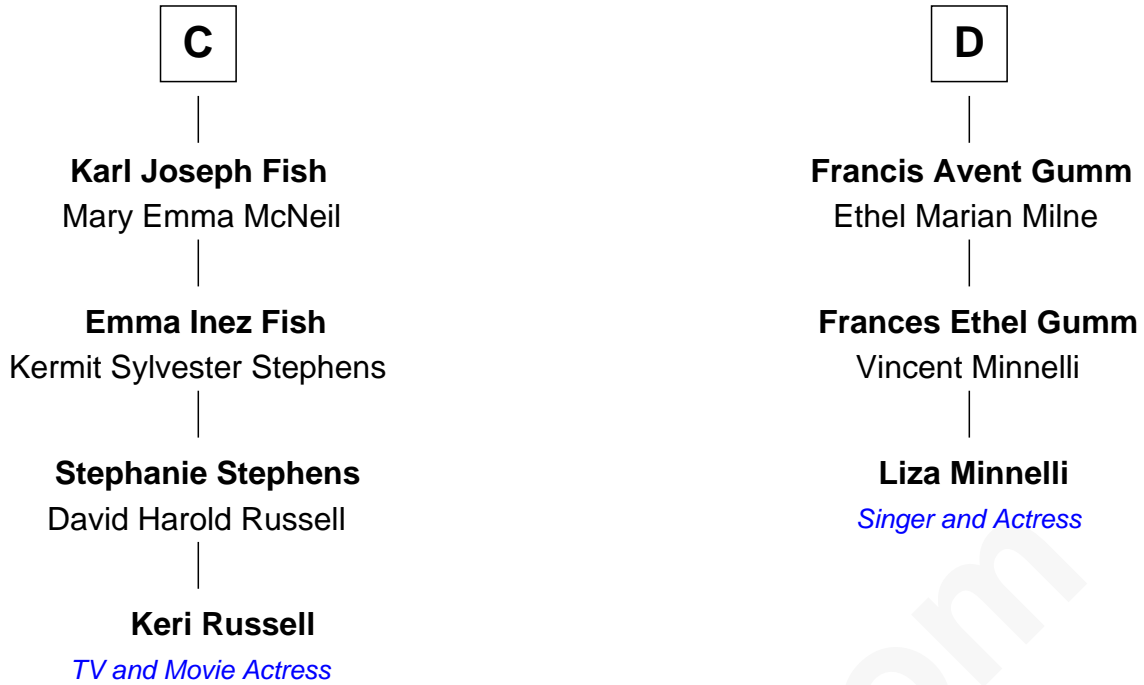 C
Karl Joseph Fish
Mary Emma McNeil
Emma Inez Fish
Kermit Sylvester Stephens
Stephanie Stephens
David Harold Russell
Keri Russell
TV and Movie Actress
D
Francis Avent Gumm
Ethel Marian Milne
Frances Ethel Gumm
Vincent Minnelli
Liza Minnelli
Singer and Actress
om